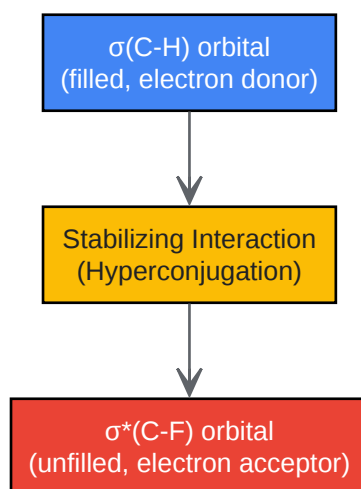 σ(C-H) orbital
(filled, electron donor)
Stabilizing Interaction
(Hyperconjugation)
σ*(C-F) orbital
(unfilled, electron acceptor)